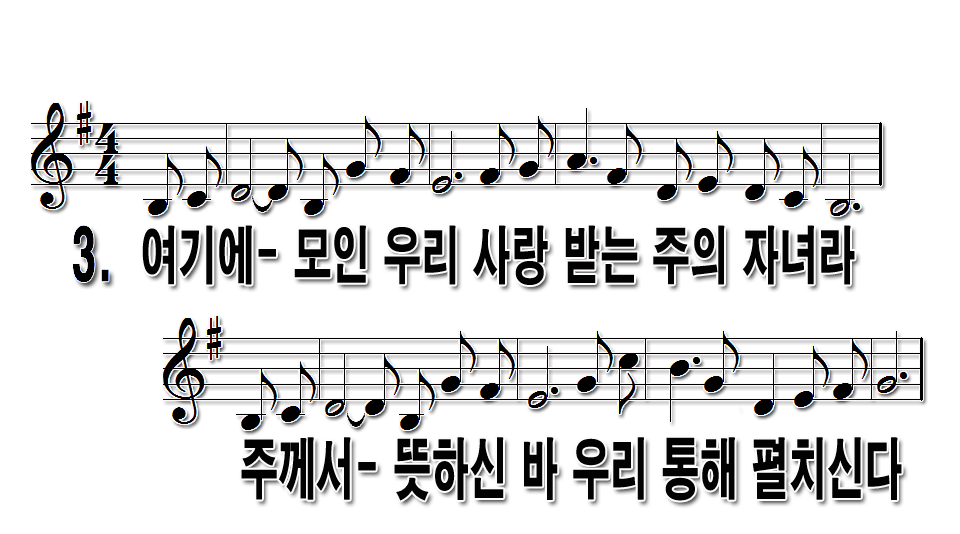 3. 여기에- 모인 우리 사랑 받는 주의 자녀라
주께서- 뜻하신 바 우리 통해 펼치신다